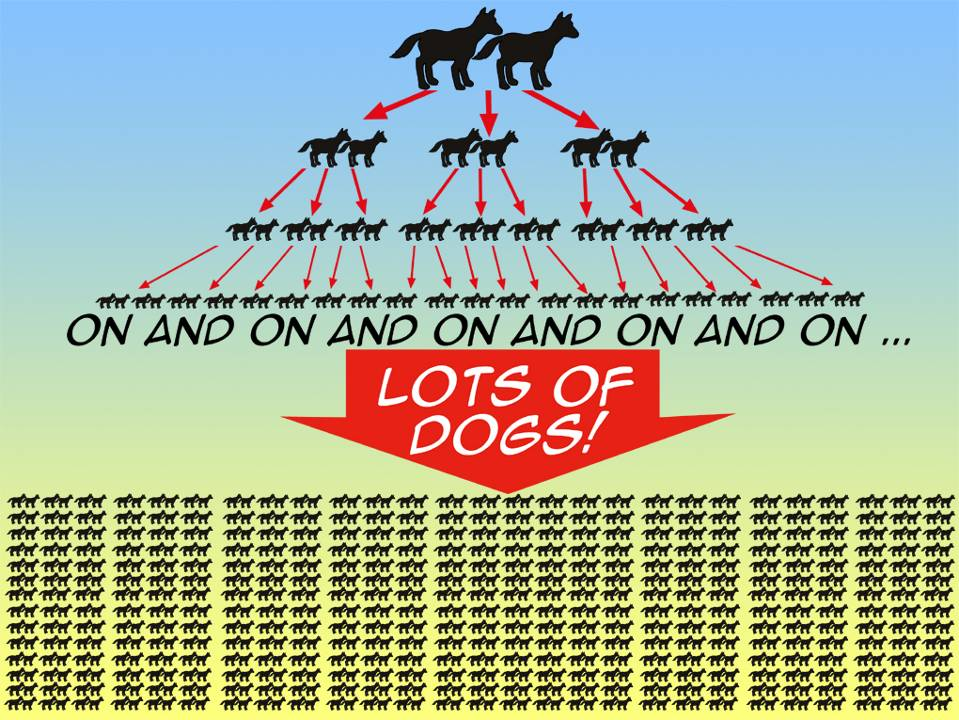 ON AND ON AND ON AND ON AND ON ...
LOTS OF
DOGS!